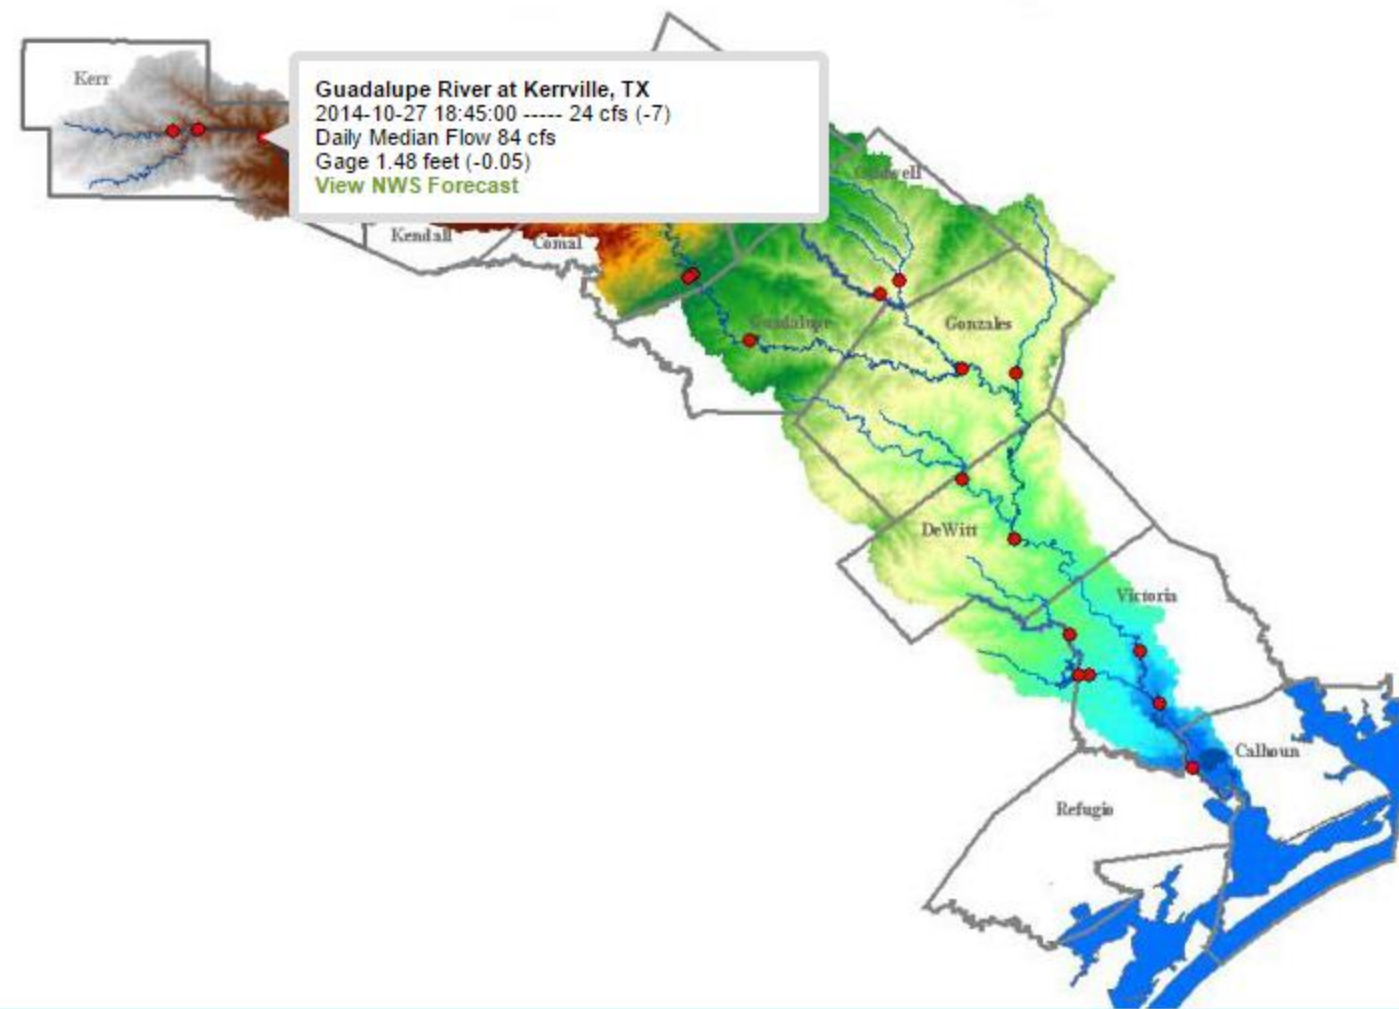 Kerr
Guadalupe River at Kerrville, TX
2014-10-27 18:45:00 ----- 24 cfs (-7)
Daily Median Flow 84 cfs
Gage 1.48 feet (-0.05)
View NWS Forecast
Caldwell
Kendall
Comal
Guadalupe
Gonzales
DeWitt
Victoria
Calhoun
Refugio